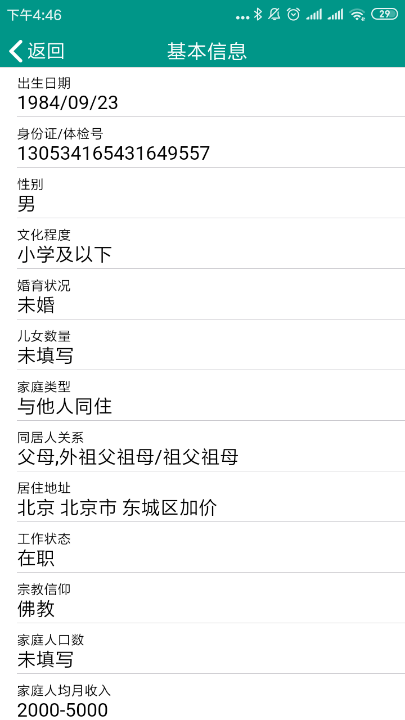 下午4:46
29
返回
基本信息
出生日期
1984/09/23
身份证/体检号
130534165431649557
性别
男
文化程度
小学及以下
婚育状况
未婚
儿女数量
未填写
家庭类型
与他人同住
同居人关系
父母,外祖父祖母/祖父祖母
居住地址
北京 北京市 东城区加价
工作状态
在职
宗教信仰
佛教
家庭人口数
未填写
家庭人均月收入
2000-5000